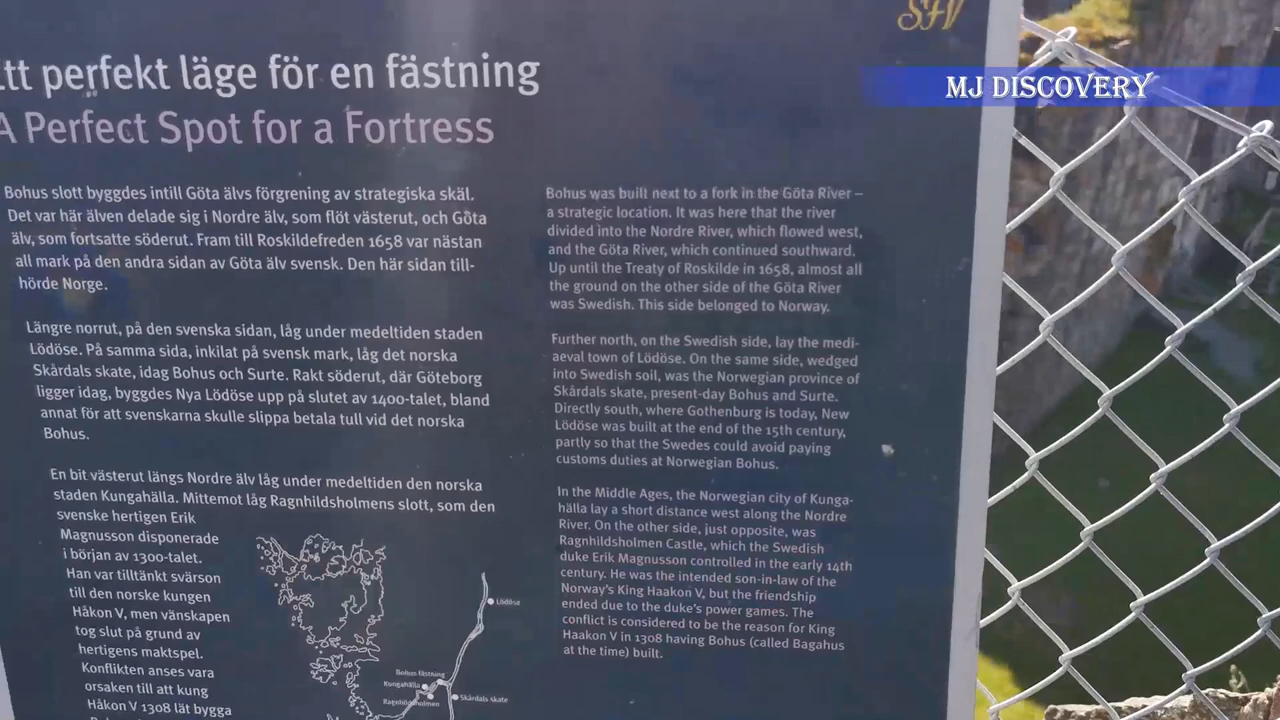 SFV
MJ DISCOVERY
tt perfekt läge för en fästning
A Perfect Spot for a Fortress
Bohus slott byggdes intill Göta älvs förgrening av strategiska skäl.
Det var här älven delade sig i Nordre älv, som flöt västerut, och Göta
älv, som fortsatte söderut. Fram till Roskildefreden 1658 var nästan
all mark på den andra sidan av Göta älv svensk. Den här sidan till-
hörde Norge.
Längre norrut, på den svenska sidan, låg under medeltiden staden
Lödöse. På samma sida, inkilat på svensk mark, låg det norska
Skårdals skate, idag Bohus och Surte. Rakt söderut, där Göteborg
ligger idag, byggdes Nya Lödöse upp på slutet av 1400-talet, bland
annat för att svenskarna skulle slippa betala tull vid det norska
Bohus.
En bit västerut längs Nordre älv låg under medeltiden den norska
staden Kungahälla. Mittemot låg Ragnhildsholmens slott, som den
svenske hertigen Erik
Magnusson disponerade
i början av 1300-talet.
Han var tilltänkt svärson
till den norske kungen
Håkon V, men vänskapen
tog slut på grund av
hertigens maktspel.
Konflikten anses vara
orsaken till att kung
Håkon V 1308 lät bygga
Bohus was built next to a fork in the Göta River –
a strategic location. It was here that the river
divided into the Nordre River, which flowed west,
and the Göta River, which continued southward.
Up until the Treaty of Roskilde in 1658, almost all
the ground on the other side of the Göta River
was Swedish. This side belonged to Norway.
Further north, on the Swedish side, lay the medi-
aeval town of Lödöse. On the same side, wedged
into Swedish soil, was the Norwegian province of
Skårdals skate, present-day Bohus and Surte.
Directly south, where Gothenburg is today, New
Lödöse was built at the end of the 15th century,
partly so that the Swedes could avoid paying
customs duties at Norwegian Bohus.
In the Middle Ages, the Norwegian city of Kunga-
hälla lay a short distance west along the Nordre
River. On the other side, just opposite, was
Ragnhildsholmen Castle, which the Swedish
duke Erik Magnusson controlled in the early 14th
century. He was the intended son-in-law of the
Norway's King Haakon V, but the friendship
ended due to the duke's power games. The
conflict is considered to be the reason for King
Haakon V in 1308 having Bohus (called Bagahus
at the time) built.
Lödöse
Bohus fästning
Kungahälla
Ragnhildsholmen
Skårdals skate